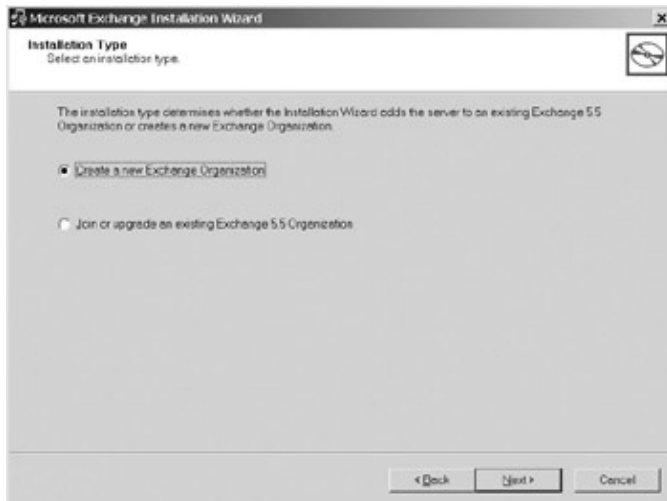 Microsoft Exchange Installation Wizard
Installation Type
Select an installation type.
The installation type determines whether the Installation Wizard adds the server to an existing Exchange 5.5
Organization or creates a new Exchange Organization.
Create a new Exchange Organization
Join or upgrade an existing Exchange 5.5 Organization
< Back
Next >
Cancel